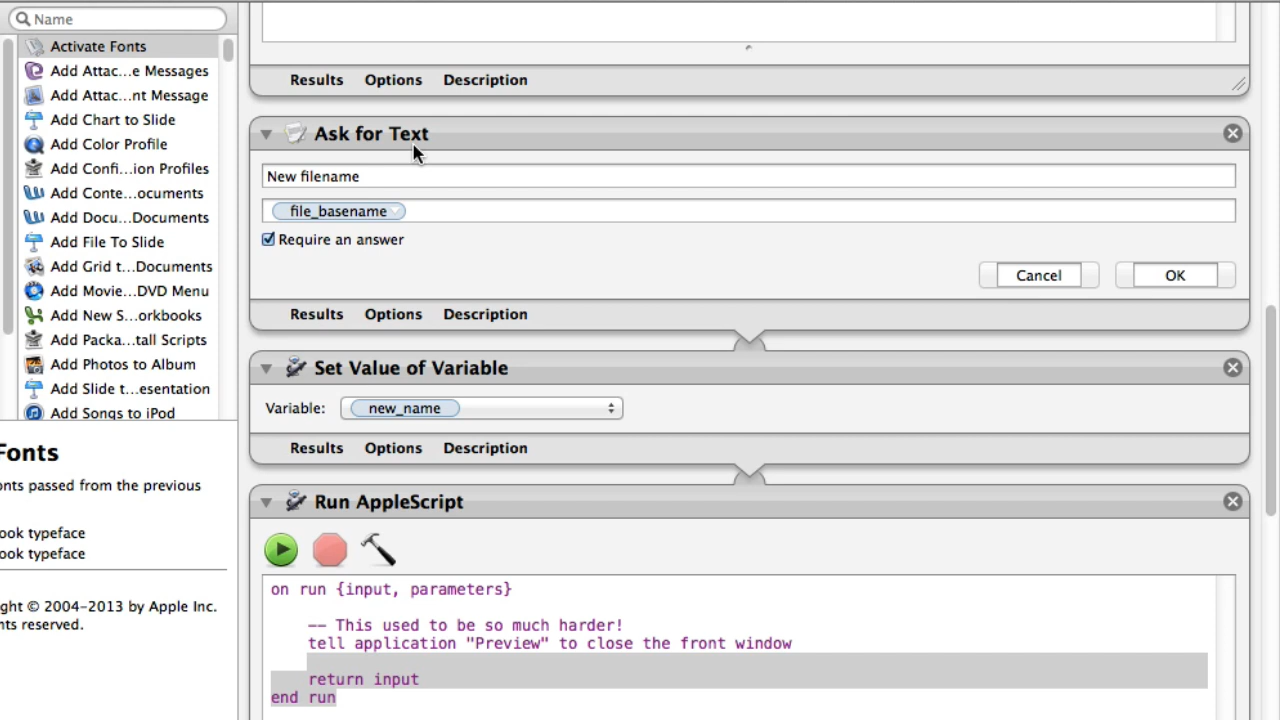 Name
Activate Fonts
Add Attac...e Messages
Add Attac...nt Message
Add Chart to Slide
Add Color Profile
Add Confi...ion Profiles
Add Conte...ocuments
Add Docu...Documents
Add File To Slide
Add Grid t...Documents
Add Movie...DVD Menu
Add New S...orkbooks
Add Packa...tall Scripts
Add Photos to Album
Add Slide t...esentation
Add Songs to iPod
Fonts
onts passed from the previous
ook typeface
ook typeface
ght © 2004-2013 by Apple Inc.
nts reserved.
Results Options Description
Ask for Text
New filename
file_basename
Require an answer
Cancel OK
Results Options Description
Set Value of Variable
Variable: new_name
Results Options Description
Run AppleScript
on run {input, parameters}
-- This used to be so much harder!
tell application "Preview" to close the front window
return input
end run